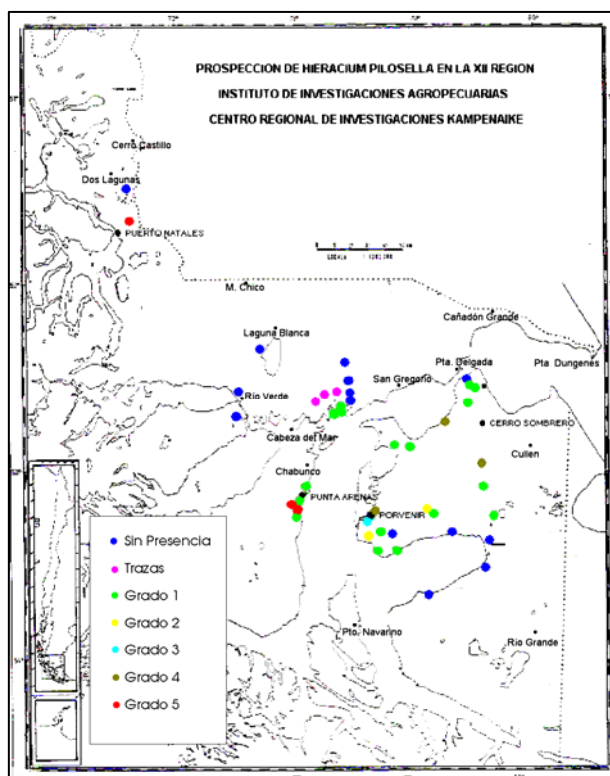 PROSPECCION DE HIERACIUM PILOSELLA EN LA XII REGION
INSTITUTO DE INVESTIGACIONES AGROPECUARIAS
CENTRO REGIONAL DE INVESTIGACIONES KAMPENAIKE
Cerro Castillo
Dos Lagunas
PUERTO NATALES
M. Chico
Laguna Blanca
Cañadón Grande
Pta. Delgada
Pta. Dungenes
San Gregorio
Río Verde
Cabeza del Mar
CERRO SOMBRERO
Cullen
Chabunco
PUNTA ARENAS
PORVENIR
Pto. Navarino
Río Grande
Sin Presencia
Trazas
Grado 1
Grado 2
Grado 3
Grado 4
Grado 5